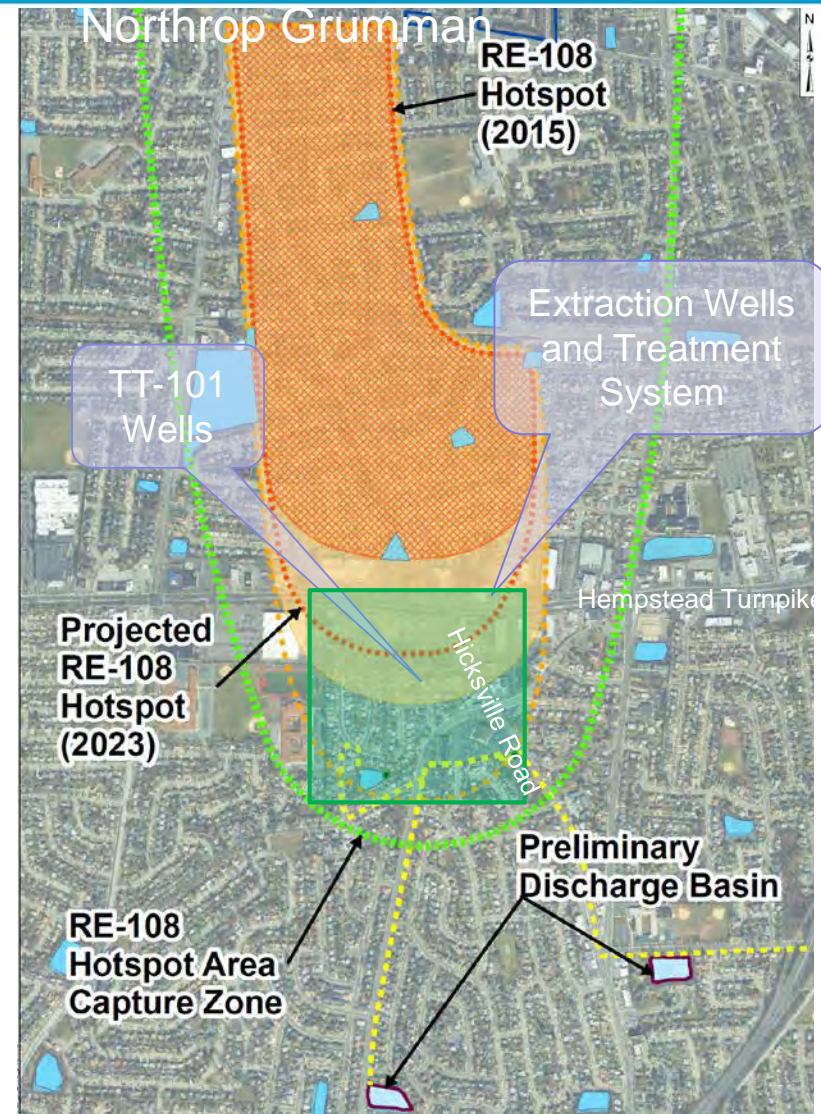 Northrop Grumman
N
RE-108
Hotspot
(2015)
Extraction Wells
and Treatment
System
TT-101
Wells
Hempstead Turnpike
Projected
RE-108
Hotspot
(2023)
Hicksville Road
Preliminary
Discharge Basin
RE-108
Hotspot Area
Capture Zone